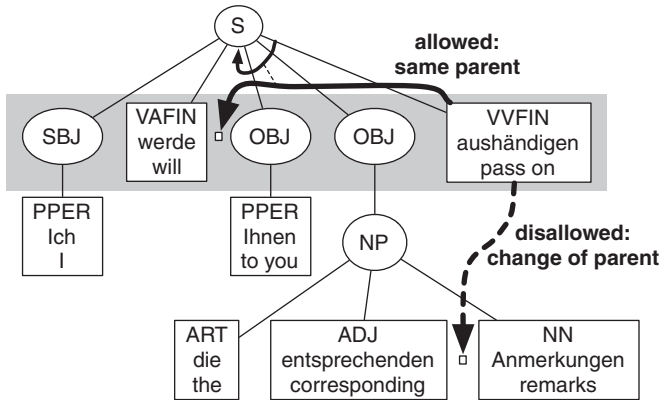 S
allowed:
same parent
SBJ
VAFIN
werde
will
OBJ
OBJ
VVFIN
aushändigen
pass on
PPER
Ich
I
PPER
Ihnen
to you
NP
disallowed:
change of parent
ART
die
the
ADJ
entsprechenden
corresponding
NN
Anmerkungen
remarks